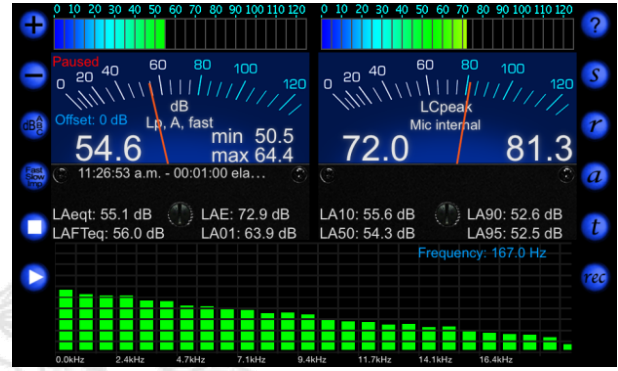 0 10 20 30 40 50 60 70 80 90 100 110 120
0 10 20 30 40 50 60 70 80 90 100 110 120
+
?
Paused
0 20 40 60 80 100 120
0 20 40 60 80 100 120
-
s
dB
LCpeak
Offset: 0 dB
Lp, A, fast
Mic internal
dB
r
54.6
min 50.5
max 64.4
72.0
81.3
Fast
Slow
Imp
11:26:53 a.m. - 00:01:00 ela...
a
LAeqt: 55.1 dB
LAE: 72.9 dB
LA10: 55.6 dB
LA90: 52.6 dB
t
LAFTeq: 56.0 dB
LA01: 63.9 dB
LA50: 54.3 dB
LA95: 52.5 dB
Frequency: 167.0 Hz
rec
0.0kHz 2.4kHz 4.7kHz 7.1kHz 9.4kHz 11.7kHz 14.1kHz 16.4kHz